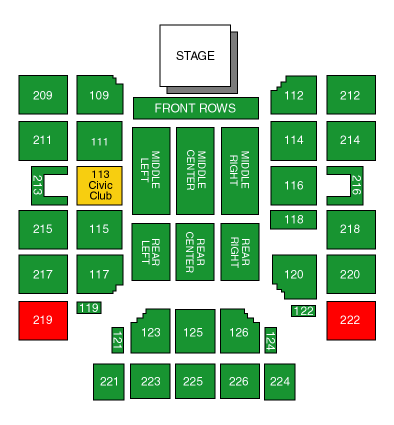 STAGE
FRONT ROWS
209
109
112
212
211
111
MIDDLE
LEFT
MIDDLE
CENTER
MIDDLE
RIGHT
114
214
213
113
Civic
Club
116
216
215
115
118
218
217
117
REAR
LEFT
REAR
CENTER
REAR
RIGHT
120
220
219
119
122
222
121
123
125
126
124
221
223
225
226
224